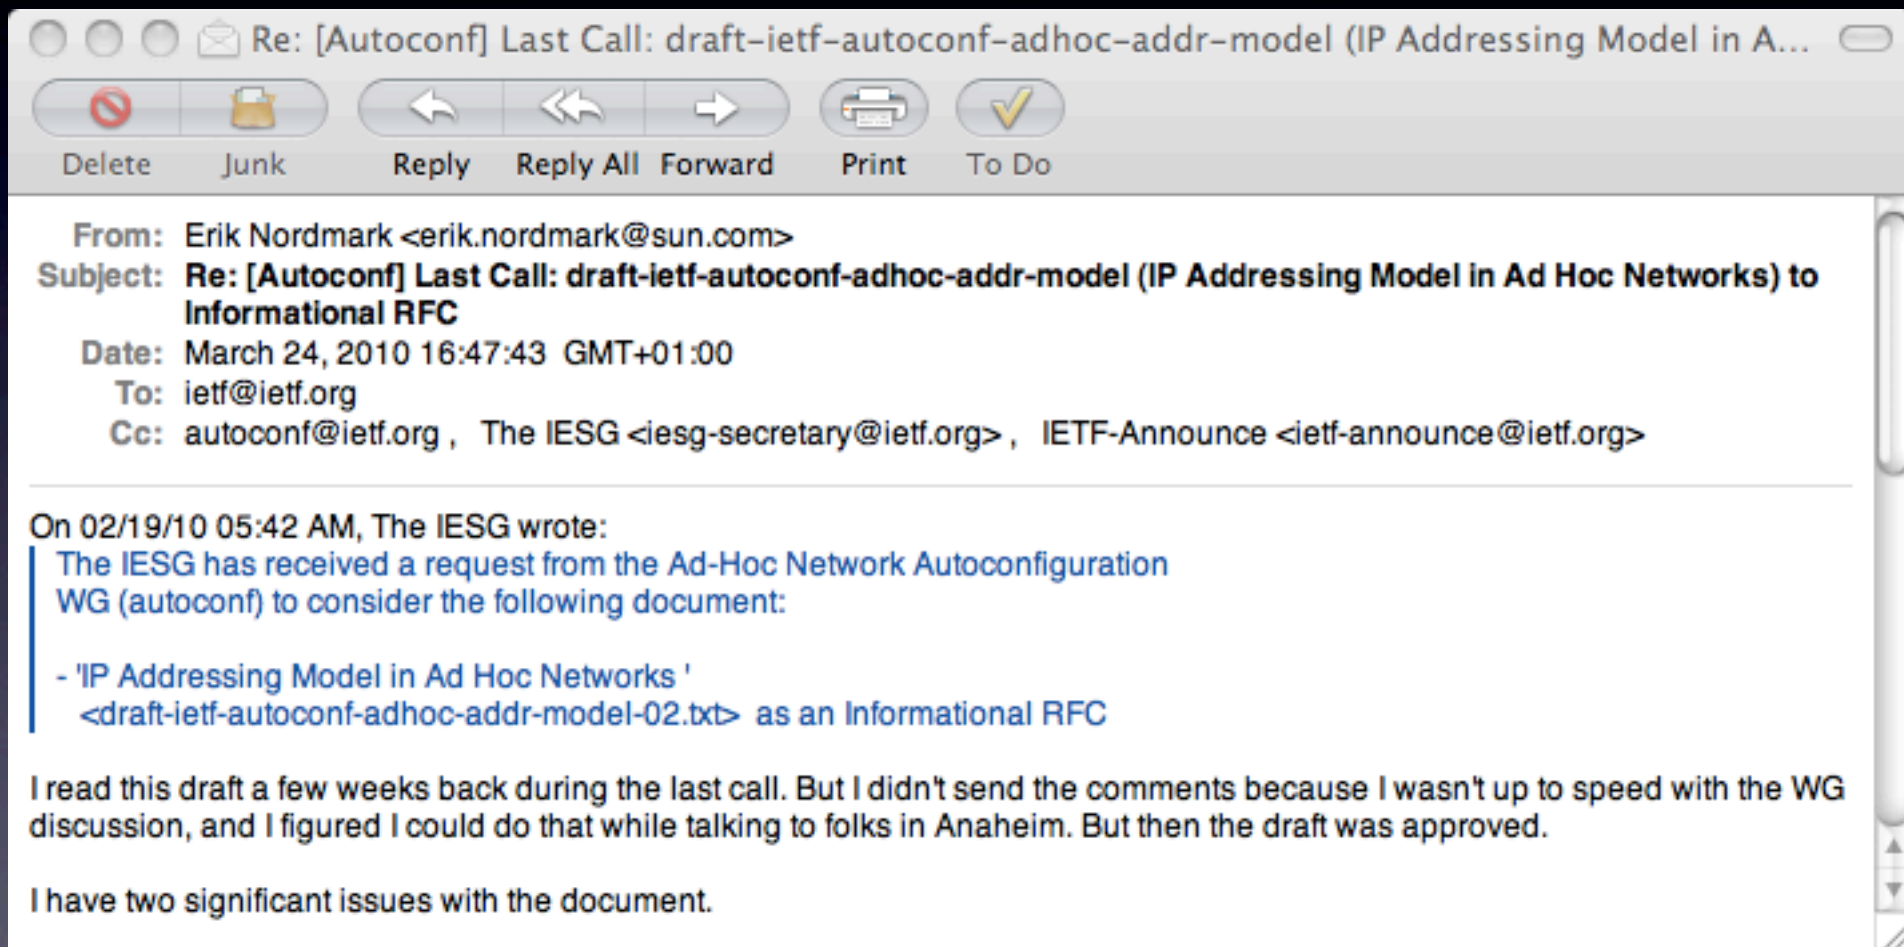 Re: [Autoconf] Last Call: draft-ietf-autoconf-adhoc-addr-model (IP Addressing Model in A...
Delete Junk Reply Reply All Forward Print To Do
From: Erik Nordmark <erik.nordmark@sun.com>
Subject: Re: [Autoconf] Last Call: draft-ietf-autoconf-adhoc-addr-model (IP Addressing Model in Ad Hoc Networks) to
Informational RFC
Date: March 24, 2010 16:47:43 GMT+01:00
To: ietf@ietf.org
Cc: autoconf@ietf.org , The IESG <iesg-secretary@ietf.org> , IETF-Announce <ietf-announce@ietf.org>
On 02/19/10 05:42 AM, The IESG wrote:
The IESG has received a request from the Ad-Hoc Network Autoconfiguration
WG (autoconf) to consider the following document:
- 'IP Addressing Model in Ad Hoc Networks '
<draft-ietf-autoconf-adhoc-addr-model-02.txt> as an Informational RFC
I read this draft a few weeks back during the last call. But I didn't send the comments because I wasn't up to speed with the WG
discussion, and I figured I could do that while talking to folks in Anaheim. But then the draft was approved.
I have two significant issues with the document.